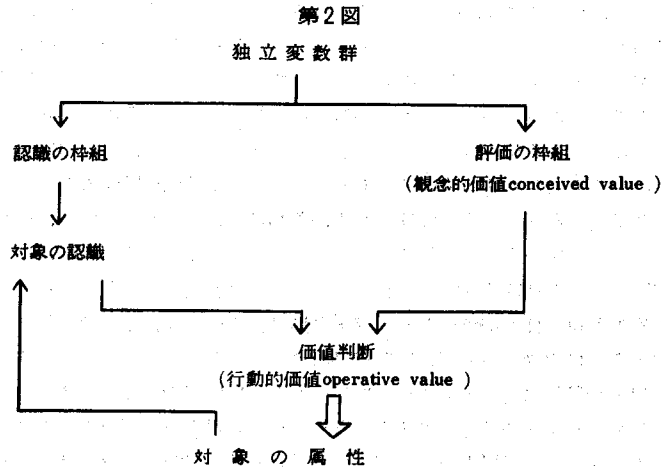 第2図
独立変数群
認識の枠組
評価の枠組
(観念的価値conceived value )
対象の認識
価値判断
(行動的価値operative value )
対象の属性